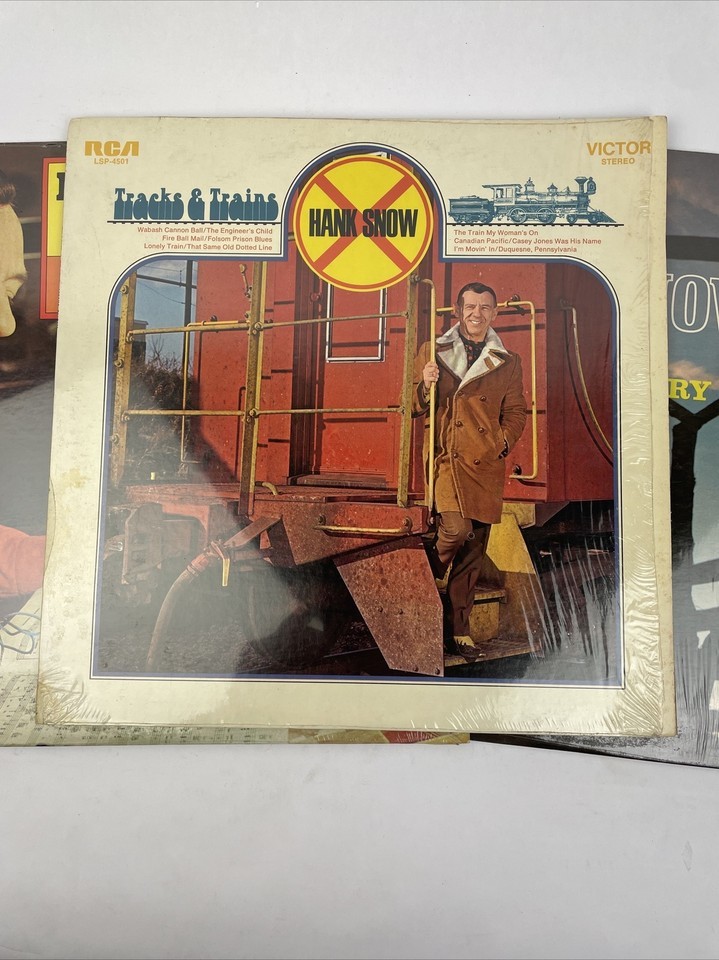 RCA
LSP-4501
VICTOR
STEREO
Tracks & Trains
Wabash Cannon Ball/The Engineer's Child
Fire Ball Mail/Folsom Prison Blues
Lonely Train/That Same Old Dotted Line
HANK SNOW
The Train My Woman's On
Canadian Pacific/Casey Jones Was His Name
I'm Movin' In/Duquesne, Pennsylvania
OW
RY